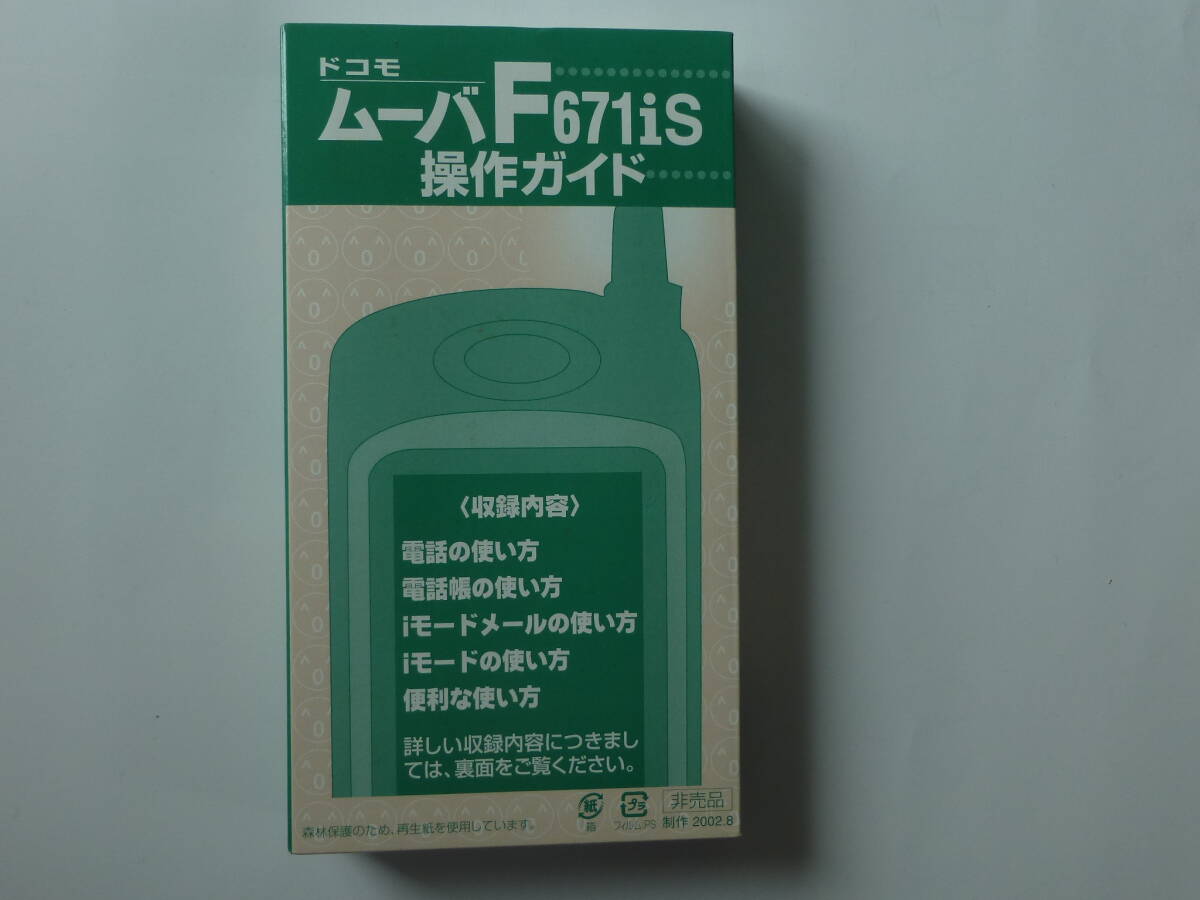 ドコモ
ムーバF671iS
操作ガイド
〈収録内容〉
電話の使い方
電話帳の使い方
iモードメールの使い方
iモードの使い方
便利な使い方
詳しい収録内容につきまし
ては、裏面をご覧ください。
紙
箱
プラ
フィルム:PS
非売品
制作 2002.8
森林保護のため、再生紙を使用しています。